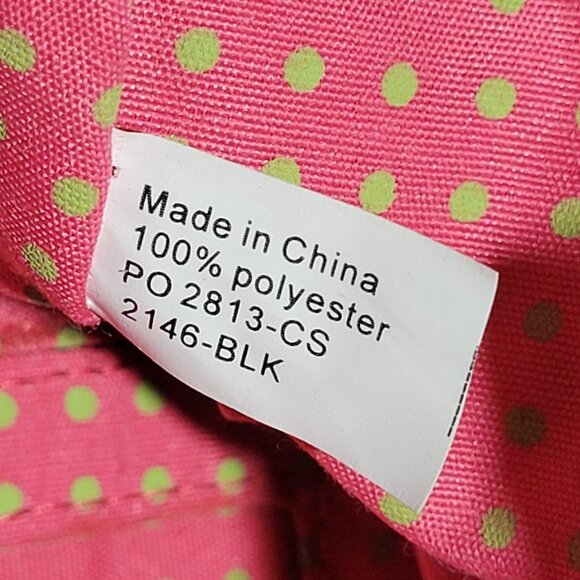 Made in China
100% polyester
PO 2813-CS
2146-BLK